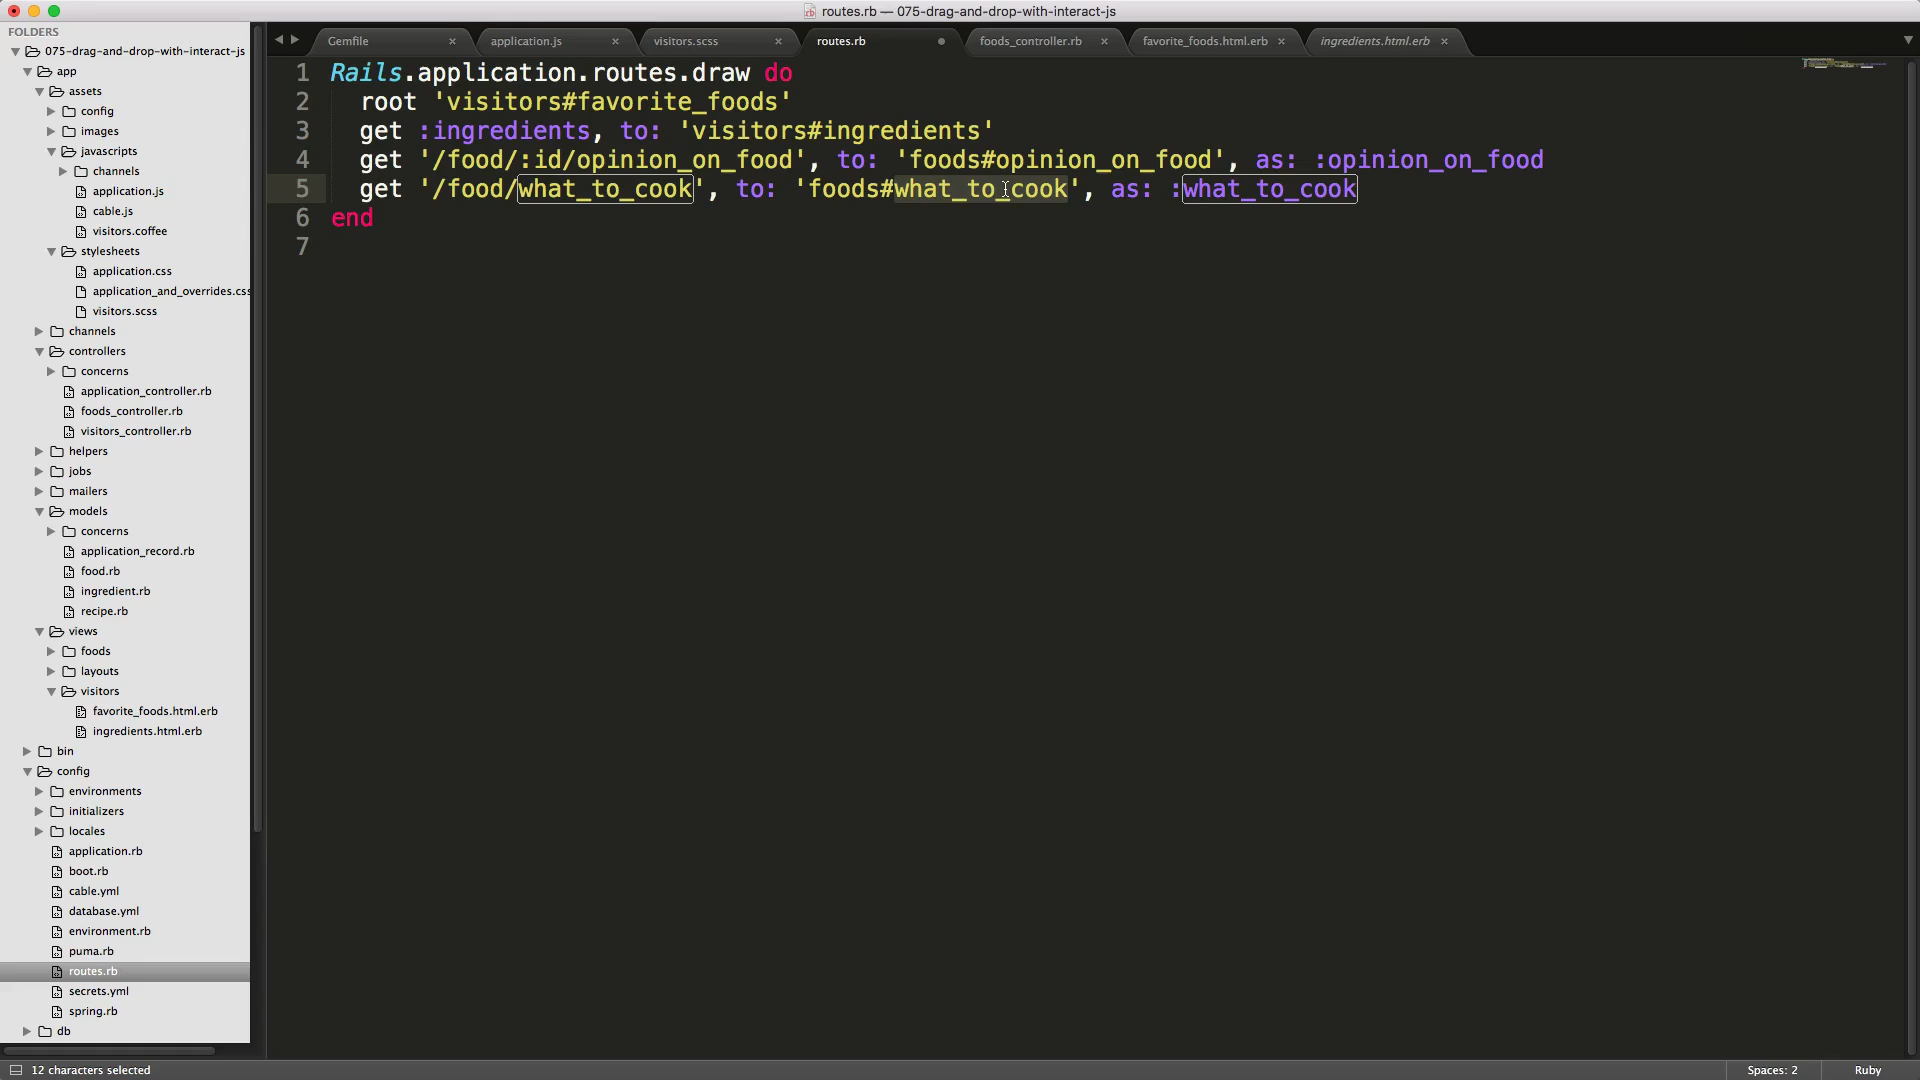 routes.rb — 075-drag-and-drop-with-interact-js
FOLDERS
075-drag-and-drop-with-interact-js
app
assets
config
images
javascripts
channels
application.js
cable.js
visitors.coffee
stylesheets
application.css
application_and_overrides.css
visitors.scss
channels
controllers
concerns
application_controller.rb
foods_controller.rb
visitors_controller.rb
helpers
jobs
mailers
models
concerns
application_record.rb
food.rb
ingredient.rb
recipe.rb
views
foods
layouts
visitors
favorite_foods.html.erb
ingredients.html.erb
bin
config
environments
initializers
locales
application.rb
boot.rb
cable.yml
database.yml
environment.rb
puma.rb
routes.rb
secrets.yml
spring.rb
db
Gemfile
application.js
visitors.scss
routes.rb
foods_controller.rb
favorite_foods.html.erb
ingredients.html.erb
1 Rails.application.routes.draw do
2 root 'visitors#favorite_foods'
3 get :ingredients, to: 'visitors#ingredients'
4 get '/food/:id/opinion_on_food', to: 'foods#opinion_on_food', as: :opinion_on_food
5 get '/food/what_to_cook', to: 'foods#what_to_cook', as: :what_to_cook
6 end
7
12 characters selected
Spaces: 2
Ruby